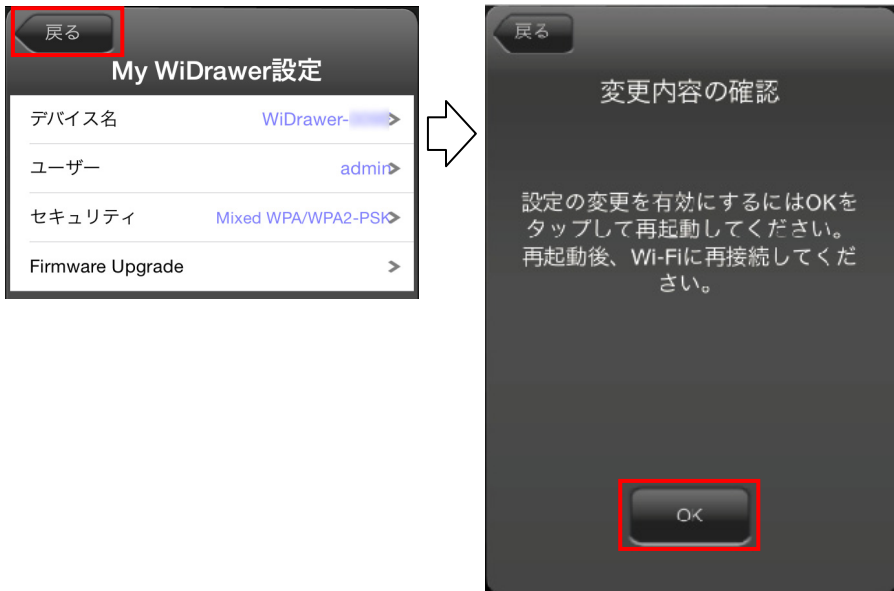 戻る
My WiDrawer設定
デバイス名 WiDrawer-
ユーザー admin
セキュリティ Mixed WPA/WPA2-PSK
Firmware Upgrade
戻る
変更内容の確認
設定の変更を有効にするにはOKを
タップして再起動してください。
再起動後、Wi-Fiに再接続してくだ
さい。
OK